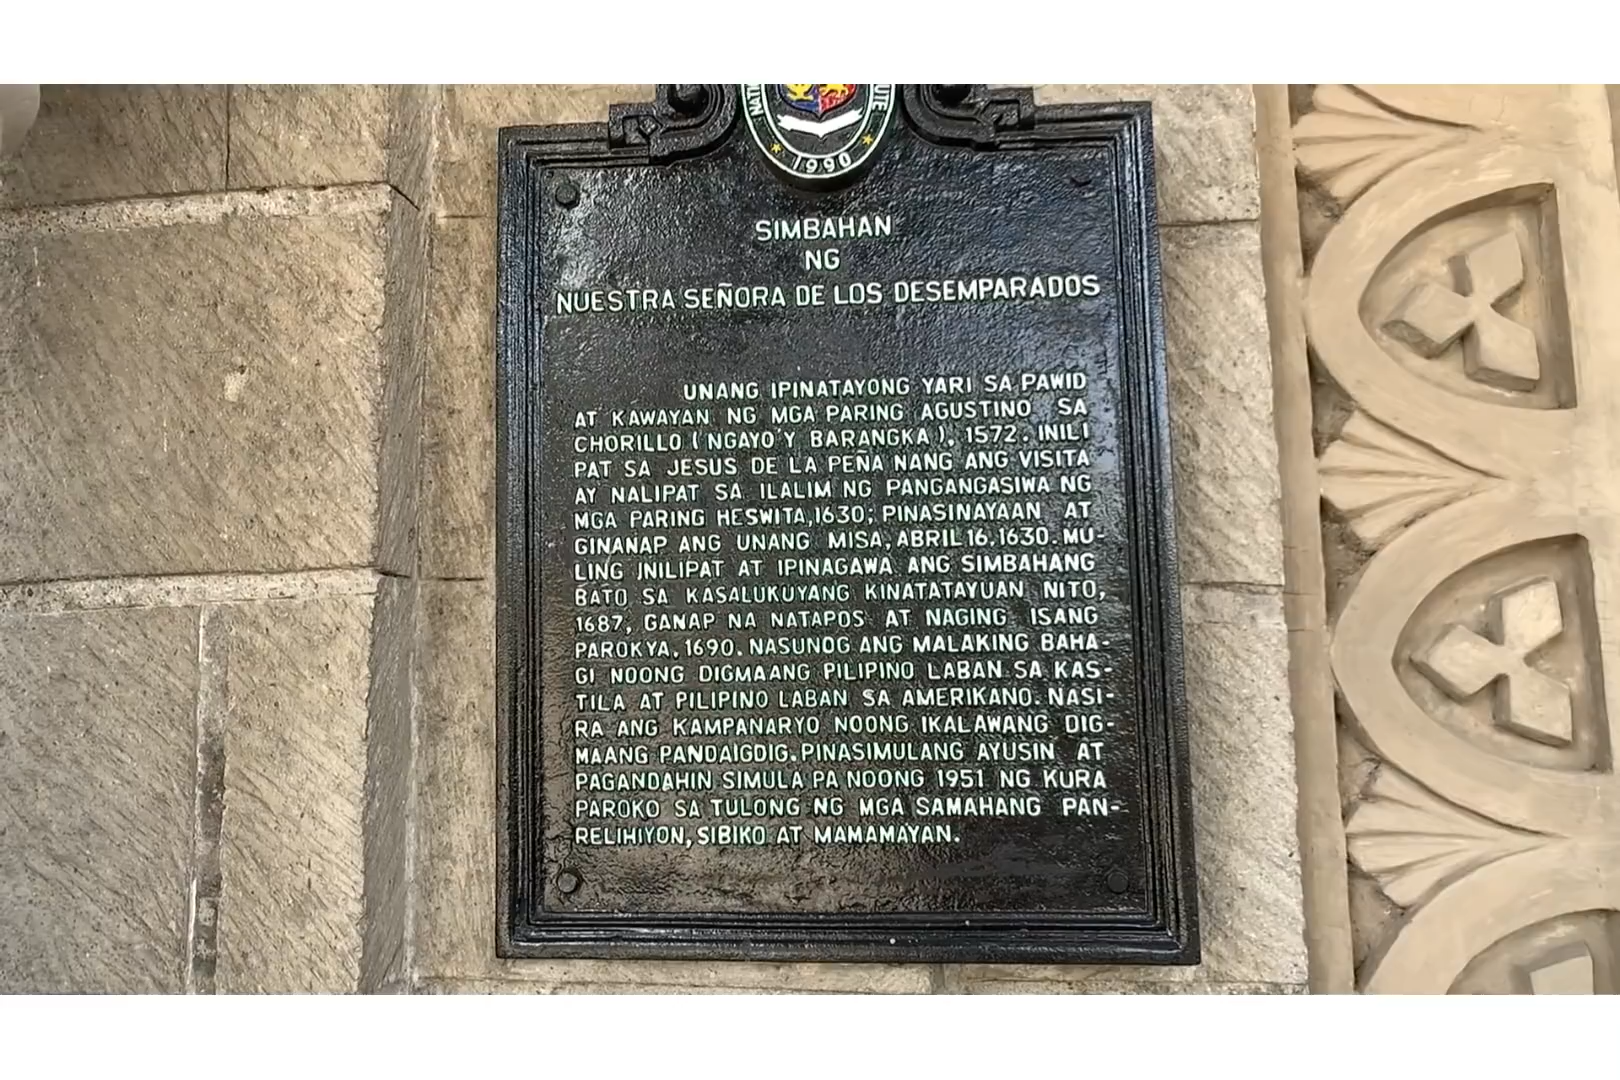 1990
SIMBAHAN
NG
NUESTRA SEÑORA DE LOS DESEMPARADOS
UNANG IPINATAYONG YARI SA PAWID
AT KAWAYAN NG MGA PARING AGUSTINO SA
CHORILLO (NGAYO'Y BARANGKA), 1572. INILI
PAT SA JESUS DE LA PEÑA NANG ANG VISITA
AY NALIPAT SA ILALIM NG PANGANGASIWA NG
MGA PARING HESWITA,1630; PINASINAYAAN AT
GINANAP ANG UNANG MISA, ABRIL 16, 1630. MU-
LING INILIPAT AT IPINAGAWA ANG SIMBAHANG
BATO SA KASALUKUYANG KINATATAYUAN NITO,
1687, GANAP NA NATAPOS AT NAGING ISANG
PAROKYA, 1690. NASUNOG ANG MALAKING BAHA-
GI NOONG DIGMAANG PILIPINO LABAN SA KAS-
TILA AT PILIPINO LABAN SA AMERIKANO. NASI-
RA ANG KAMPANARYO NOONG IKALAWANG DIG-
MAANG PANDAIGDIG. PINASIMULANG AYUSIN AT
PAGANDAHIN SIMULA PA NOONG 1951 NG KURA
PAROKO SA TULONG NG MGA SAMAHANG PAN-
RELIHIYON, SIBIKO AT MAMAMAYAN.